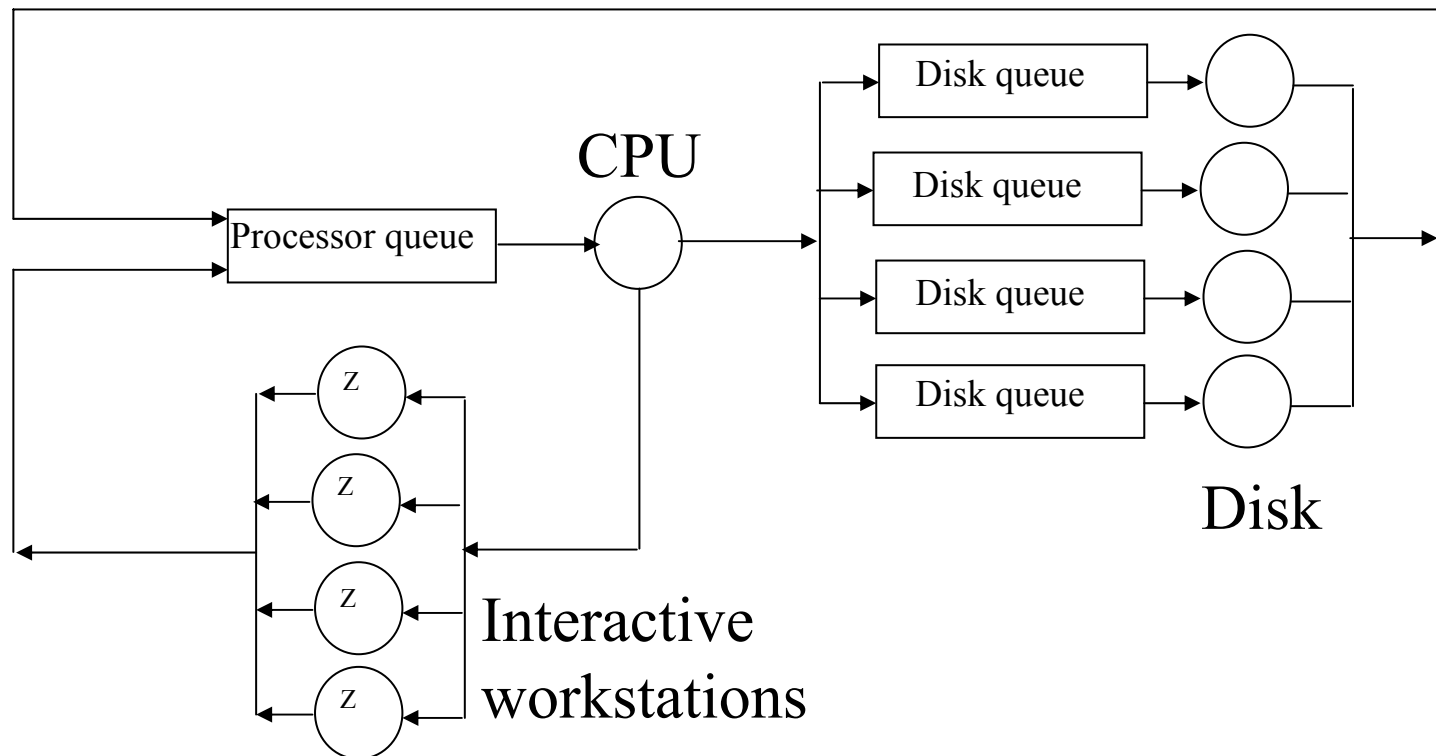 Disk queue
CPU
Disk queue
Processor queue
Disk queue
Disk queue
z
z
Disk
z
Interactive
workstations
z